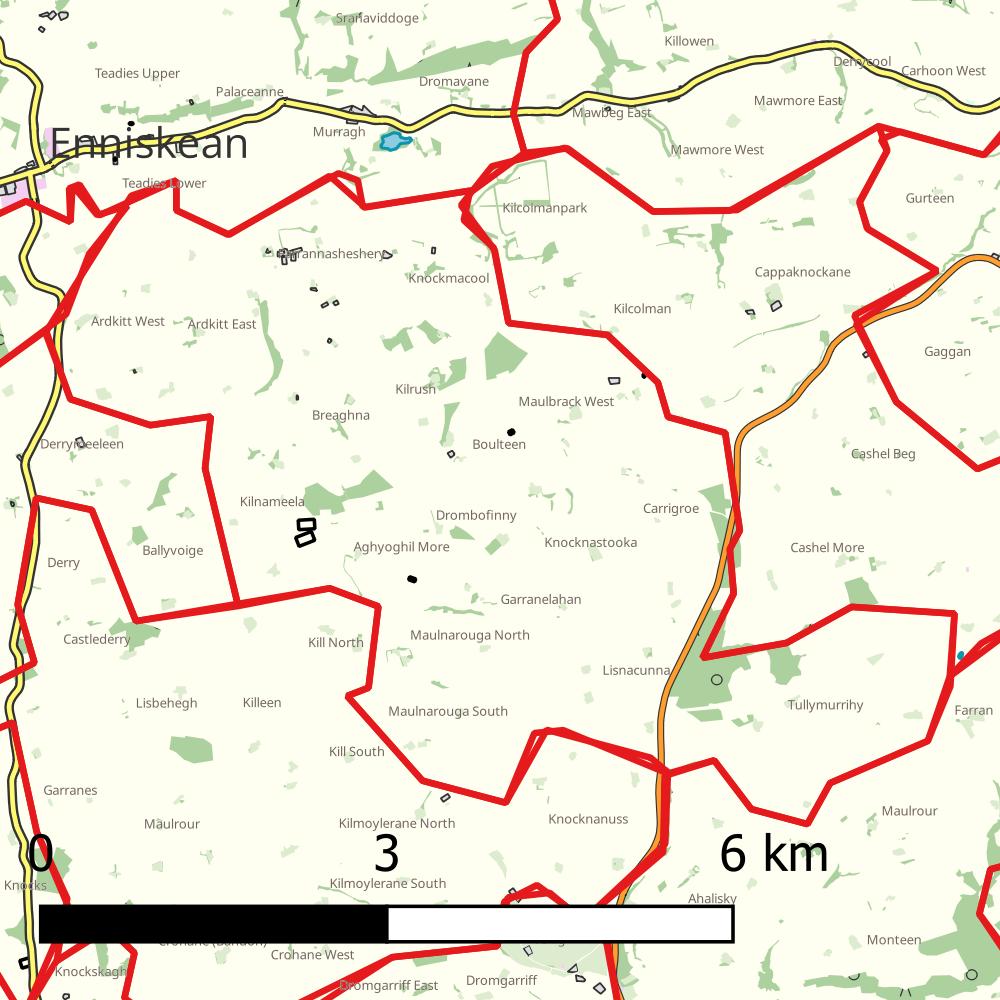 Sranaviddoge
Killowen
Derrycool
Carhoon West
Teadies Upper
Dromavane
Palaceanne
Mawmore East
Mawbeg East
Murragh
Enniskean
Mawmore West
Teadies Lower
Gurteen
Kilcolmanpark
Farrannasheshery
Cappaknockane
Knockmacool
Kilcolman
Ardkitt West
Ardkitt East
Gaggan
Kilrush
Maulbrack West
Breaghna
Derrymeeleen
Boulteen
Cashel Beg
Kilnameela
Carrigroe
Drombofinny
Knocknastooka
Aghyoghil More
Cashel More
Ballyvoige
Derry
Garranelahan
Castlederry
Kill North
Maulnarouga North
Lisnacunna
Lisbehegh
Killeen
Maulnarouga South
Tullymurrihy
Farran
Kill South
Garranes
Maulrour
Maulrour
Kilmoylerane North
Knocknanuss
0 3 6 km
Knocks
Kilmoylerane South
Ahalisky
Monteen
Crohane (Bandon)
Crohane West
Knockskagh
Dromgarriff East
Dromgarriff